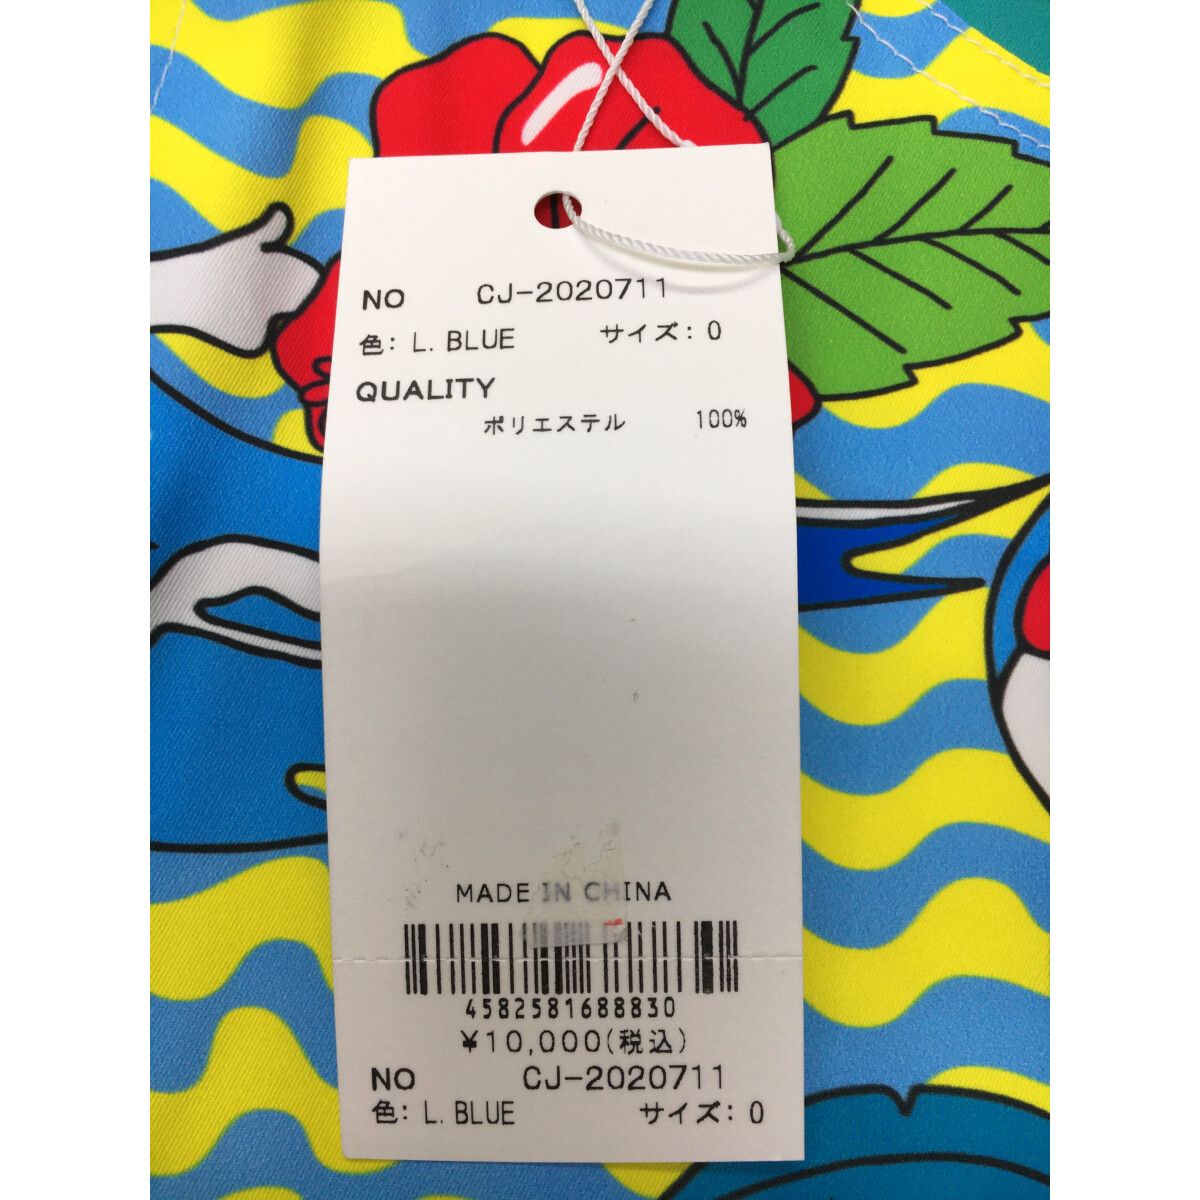 NO CJ-2020711
色: L. BLUE サイズ: 0
QUALITY
ポリエステル 100%
MADE IN CHINA
4582581688830
¥10,000(税込)
NO CJ-2020711
色: L. BLUE サイズ: 0